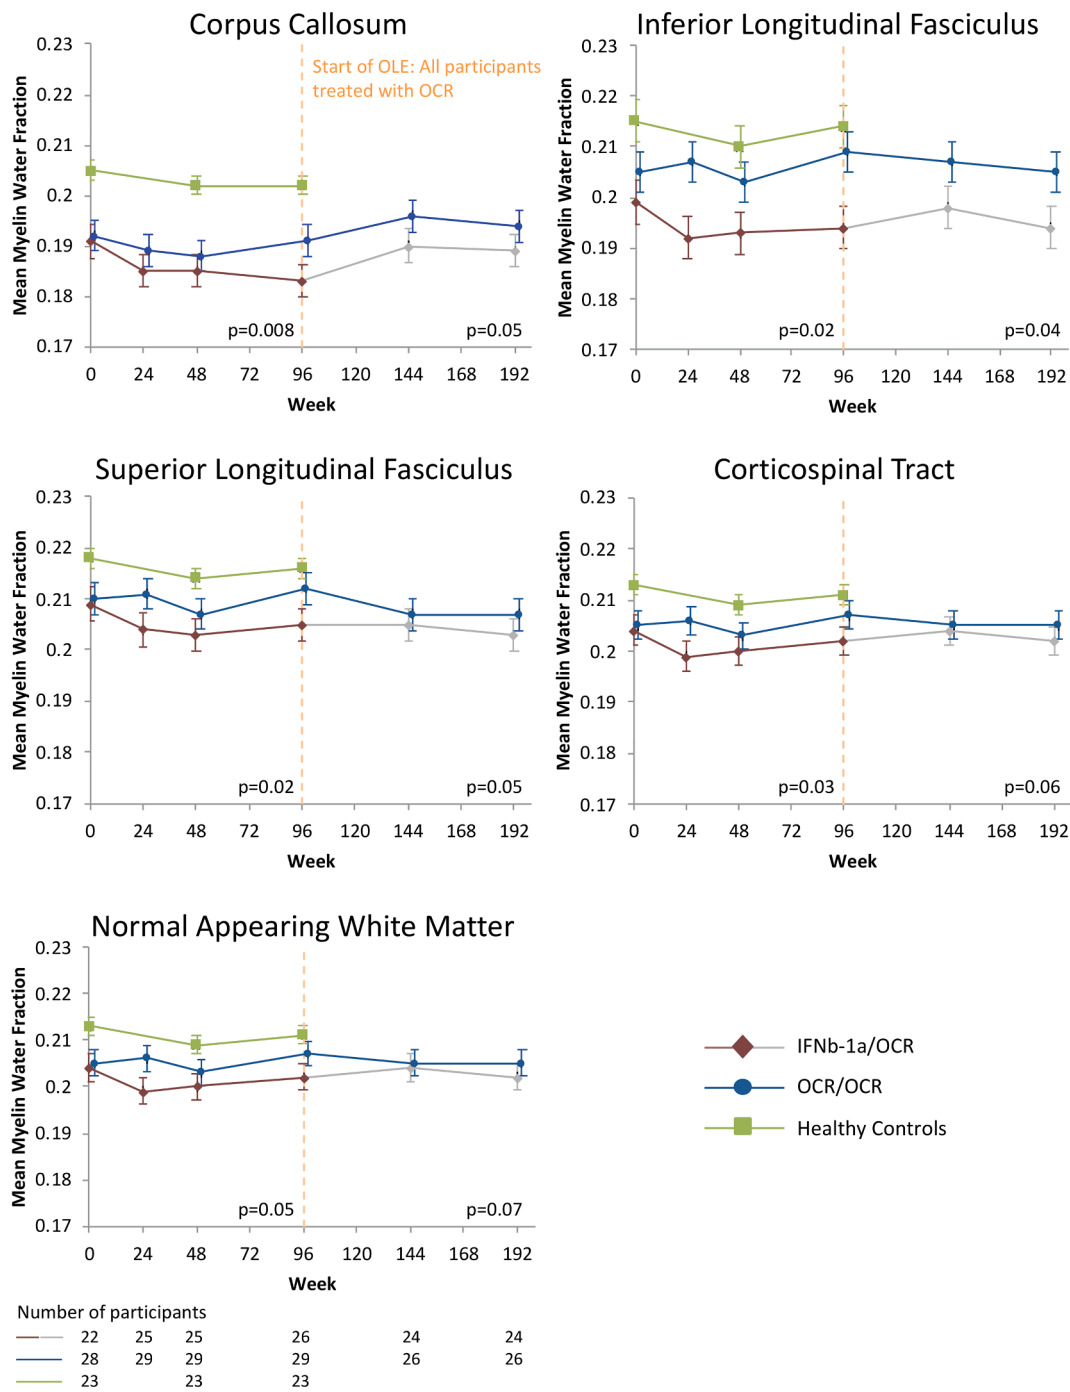 Corpus Callosum
Mean Myelin Water Fraction
0.23
0.22
0.21
0.2
0.19
0.18
0.17
Start of OLE: All participants
treated with OCR
p=0.008
p=0.05
0 24 48 72 96 120 144 168 192
Week
Inferior Longitudinal Fasciculus
Mean Myelin Water Fraction
0.23
0.22
0.21
0.2
0.19
0.18
0.17
p=0.02
p=0.04
0 24 48 72 96 120 144 168 192
Week
Superior Longitudinal Fasciculus
Mean Myelin Water Fraction
0.23
0.22
0.21
0.2
0.19
0.18
0.17
p=0.02
p=0.05
0 24 48 72 96 120 144 168 192
Week
Corticospinal Tract
Mean Myelin Water Fraction
0.23
0.22
0.21
0.2
0.19
0.18
0.17
p=0.03
p=0.06
0 24 48 72 96 120 144 168 192
Week
Normal Appearing White Matter
Mean Myelin Water Fraction
0.23
0.22
0.21
0.2
0.19
0.18
0.17
p=0.05
p=0.07
0 24 48 72 96 120 144 168 192
Week
IFNb-1a/OCR
OCR/OCR
Healthy Controls
Number of participants
22 25 25 26 24 24
28 29 29 29 26 26
23 23 23